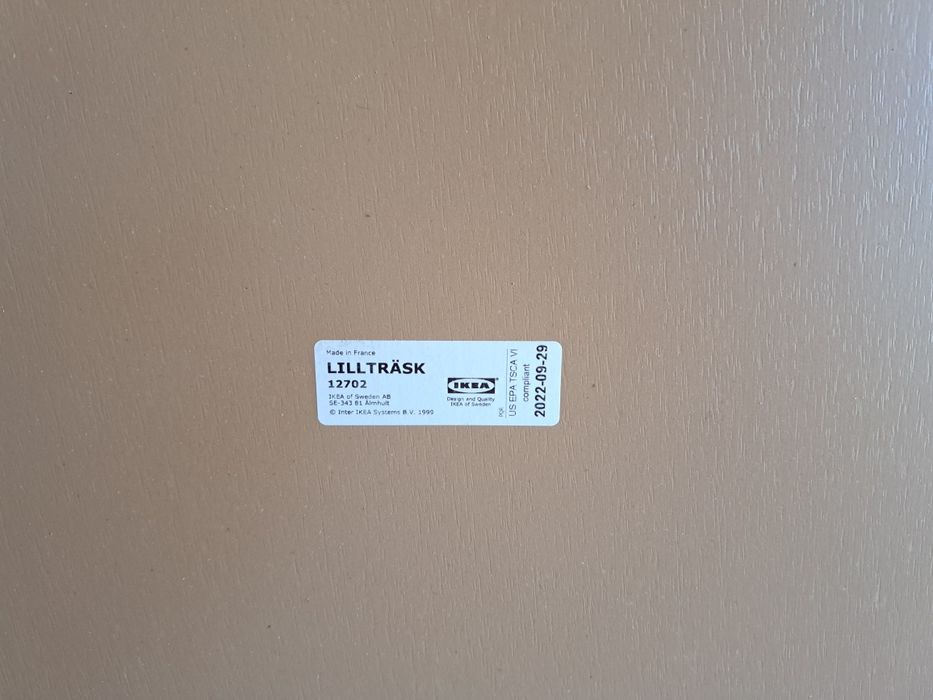 Made in France
LILLTRÄSK
12702
IKEA of Sweden AB
SE-343 81 Älmhult
© Inter IKEA Systems B.V. 1999
IKEA
Design and Quality
IKEA of Sweden
US EPA TSCA VI
compliant
2022-09-29